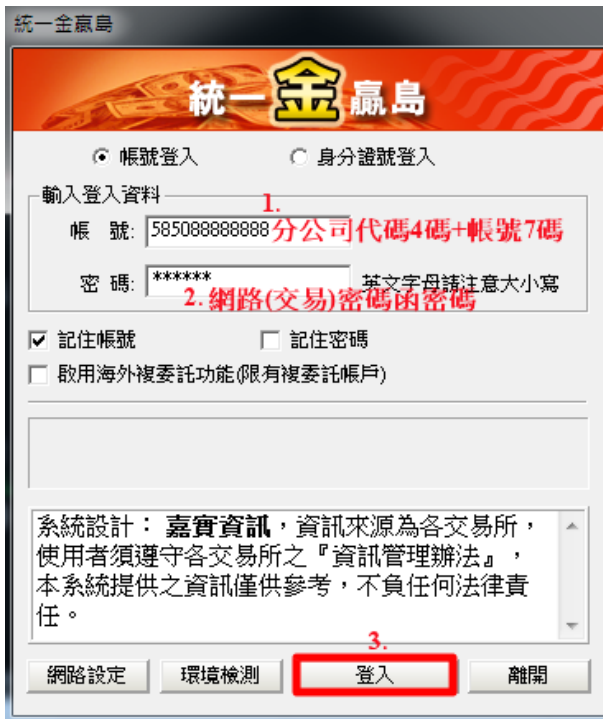 統一金贏島
統一金贏島
帳號登入 身分證號登入
輸入登入資料
1.
帳 號: 585088888888 分公司代碼4碼+帳號7碼
密 碼: ****** 英文字母請注意大小寫
2. 網路(交易)密碼函密碼
記住帳號 記住密碼
啟用海外複委託功能(限有複委託帳戶)
系統設計： 嘉實資訊，資訊來源為各交易所，
使用者須遵守各交易所之『資訊管理辦法』，
本系統提供之資訊僅供參考，不負任何法律責
任。
3.
網路設定 環境檢測 登入 離開